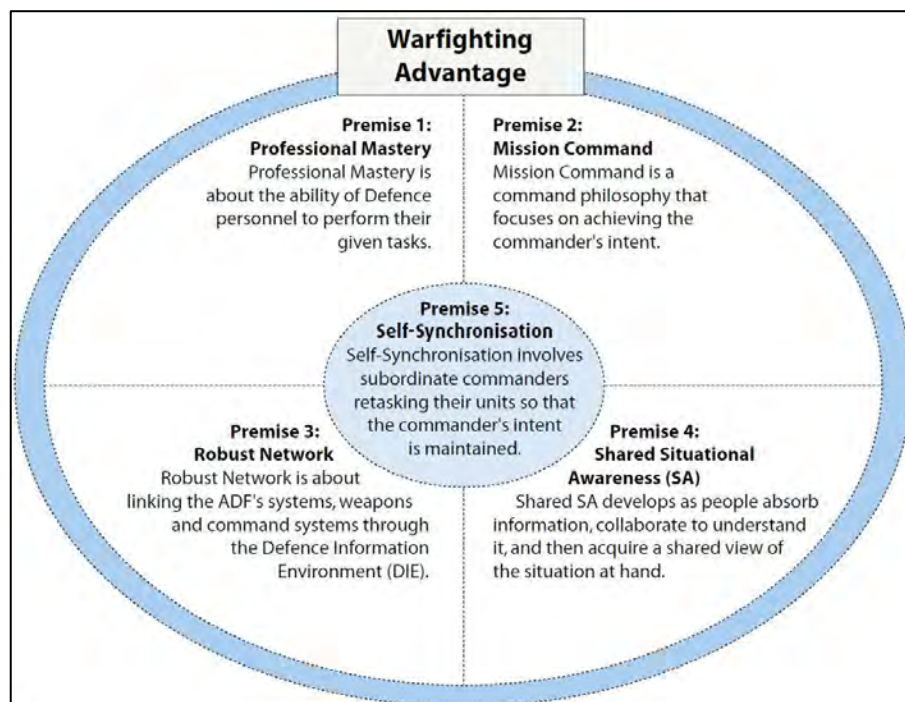 Warfighting
Advantage
Premise 1:
Professional Mastery
Professional Mastery is
about the ability of Defence
personnel to perform their
given tasks.
Premise 2:
Mission Command
Mission Command is a
command philosophy that
focuses on achieving the
commander's intent.
Premise 5:
Self-Synchronisation
Self-Synchronisation involves
subordinate commanders
retasking their units so that
the commander's intent
is maintained.
Premise 3:
Robust Network
Robust Network is about
linking the ADF's systems, weapons
and command systems through
the Defence Information
Environment (DIE).
Premise 4:
Shared Situational
Awareness (SA)
Shared SA develops as people absorb
information, collaborate to understand
it, and then acquire a shared view of
the situation at hand.